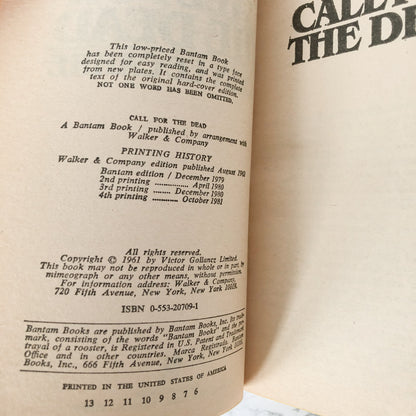 This low-priced Bantam Book
has been completely reset in a type face
designed for easy reading, and was printed
from new plates. It contains the complete
text of the original hard-cover edition.
NOT ONE WORD HAS BEEN OMITTED.
CALL FOR THE DEAD
A Bantam Book / published by arrangement with
Walker & Company
PRINTING HISTORY
Walker & Company edition published August
Bantam edition / December 1979
2nd printing ............... April 1980
3rd printing ........ December 1980
4th printing ............ October 1981
All rights reserved.
Copyright © 1961 by Victor Gollancz Limited.
This book may not be reproduced in whole or in part, by
mimeograph or any other means, without permission.
For information address: Walker & Company,
720 Fifth Avenue, New York, New York 10019.
ISBN 0-553-20709-1
Bantam Books are published by Bantam Books, Inc. Its trade-
mark, consisting of the words "Bantam Books" and the por-
trayal of a rooster, is Registered in U.S. Patent and Trademark
Office and in other countries. Marca Registrada. Bantam
Books, Inc., 666 Fifth Avenue, New York, New York
PRINTED IN THE UNITED STATES OF AMERICA
13 12 11 10 9 8 7 6
CALL
THE DE